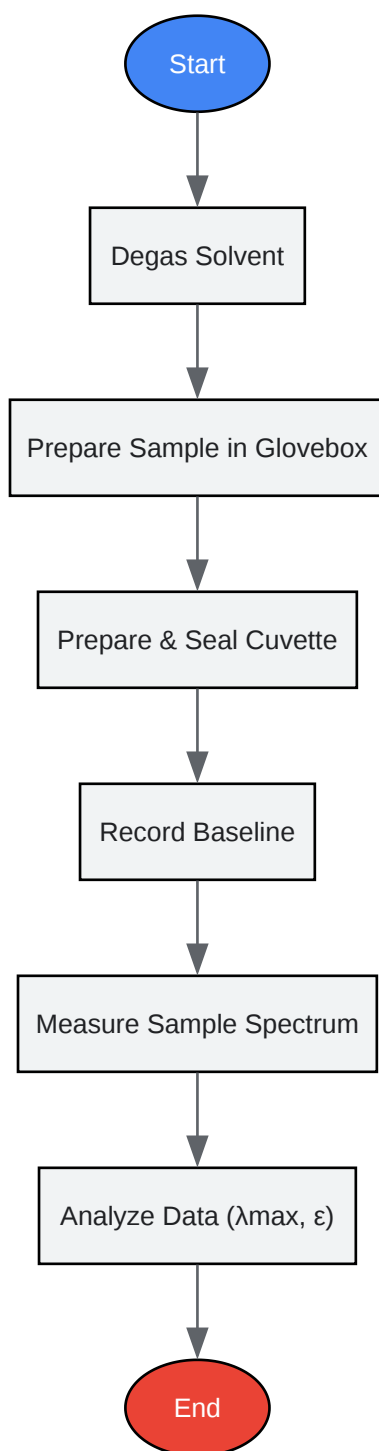 Start
Degas Solvent
Prepare Sample in Glovebox
Prepare & Seal Cuvette
Record Baseline
Measure Sample Spectrum
Analyze Data (λmax, ε)
End